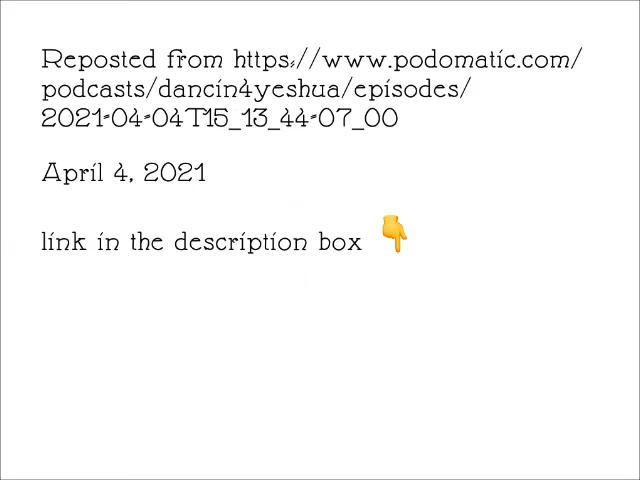 Reposted from https://www.podomatic.com/
podcasts/dancin4yeshua/episodes/
2021-04-04T15_13_44-07_00
April 4, 2021
link in the description box 👇